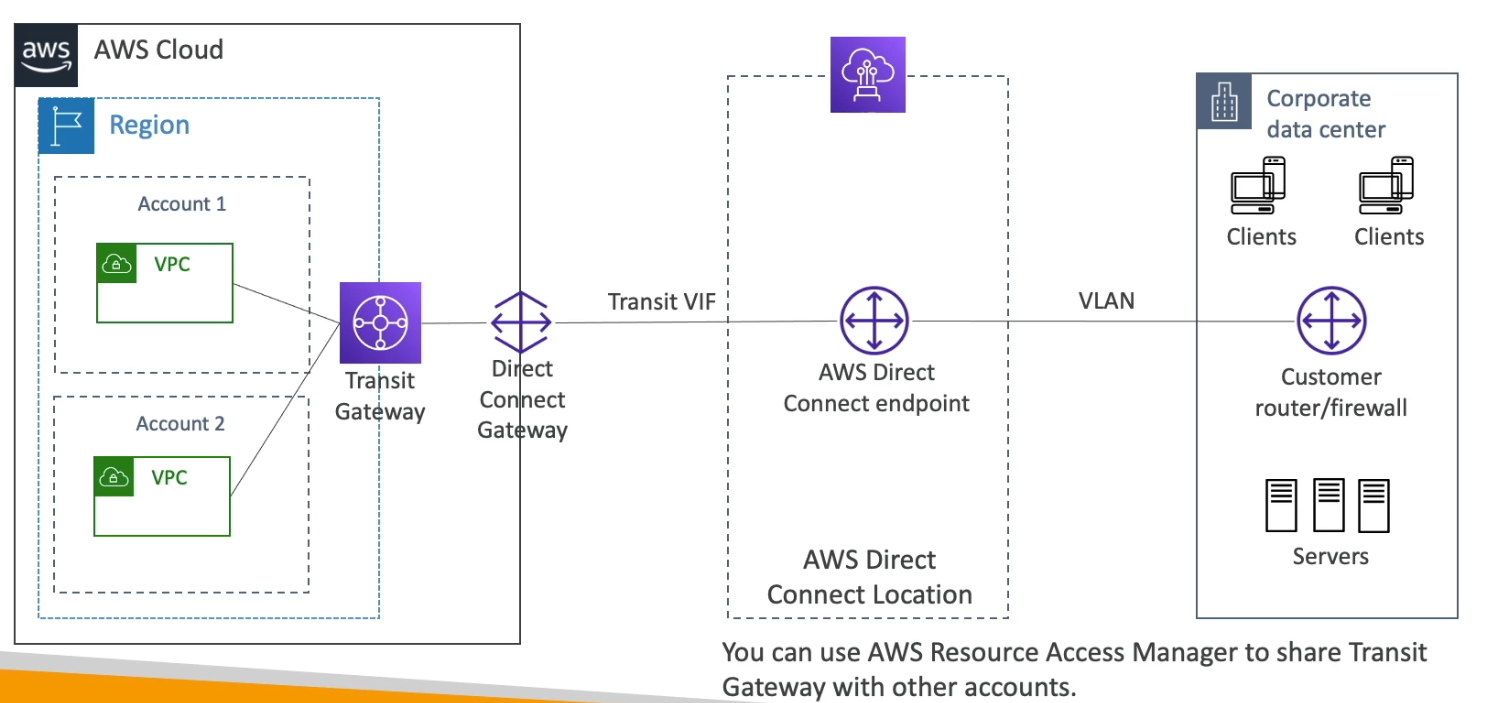 aws
AWS Cloud
Region
Account 1
VPC
Account 2
VPC
Transit
Gateway
Direct
Connect
Gateway
Transit VIF
AWS Direct
Connect endpoint
AWS Direct
Connect Location
VLAN
Corporate
data center
Clients
Clients
Customer
router/firewall
Servers
You can use AWS Resource Access Manager to share Transit
Gateway with other accounts.